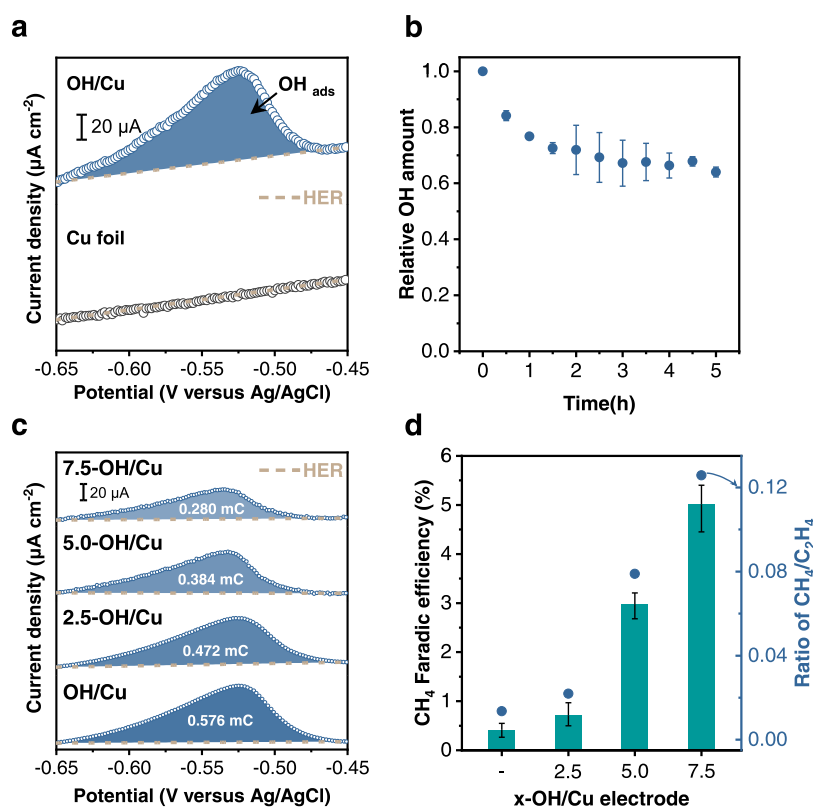 a
OH/Cu
OH ads
20 µA
HER
Cu foil
Current density (µA cm⁻²)
-0.65 -0.60 -0.55 -0.50 -0.45
Potential (V versus Ag/AgCl)
b
1.0
0.8
0.6
0.4
0.2
0.0
Relative OH amount
0 1 2 3 4 5
Time(h)
c
7.5-OH/Cu
HER
20 µA
0.280 mC
5.0-OH/Cu
0.384 mC
2.5-OH/Cu
0.472 mC
OH/Cu
0.576 mC
Current density (µA cm⁻²)
-0.65 -0.60 -0.55 -0.50 -0.45
Potential (V versus Ag/AgCl)
d
6
5
4
3
2
1
0
CH₄ Faradic efficiency (%)
0.12
0.08
0.04
0.00
Ratio of CH₄/C₂H₄
- 2.5 5.0 7.5
x-OH/Cu electrode